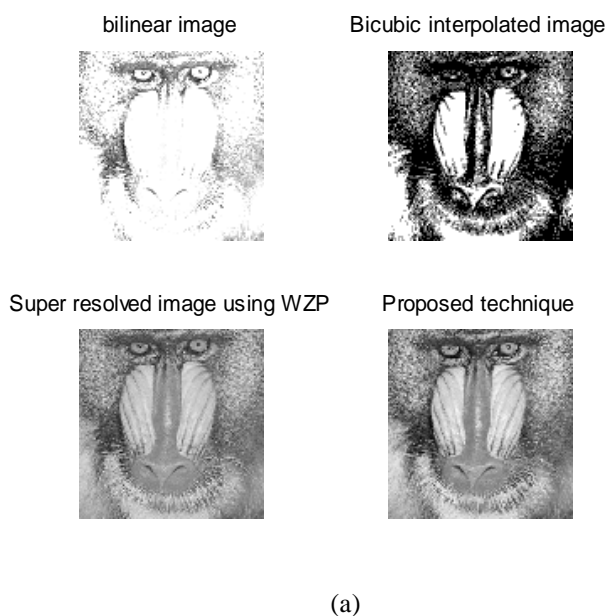 bilinear image
Bicubic interpolated image
Super resolved image using WZP
Proposed technique
(a)